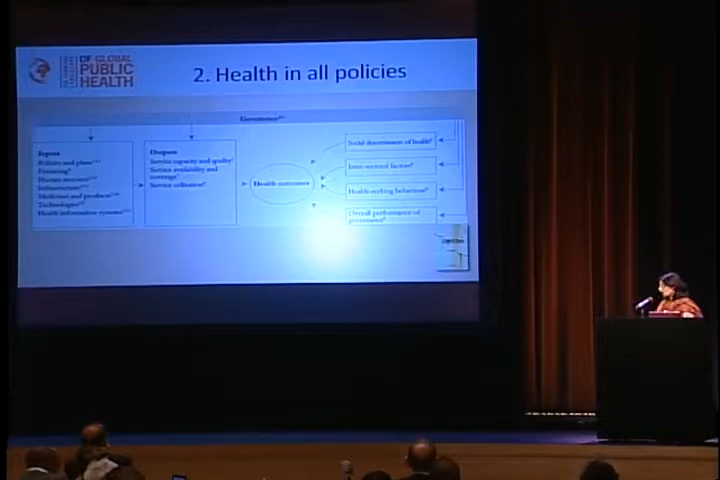 OF GLOBAL
PUBLIC
HEALTH
2. Health in all policies
Governance
Inputs
Policies and plans
Financing
Human resources
Infrastructure
Medicines and products
Technologies
Health information systems
Outputs
Service capacity and quality
Service availability and
coverage
Service utilisation
Health outcomes
Social determinants of health
Inter-sectoral factors
Health-seeking behaviour
Overall performance of
governance